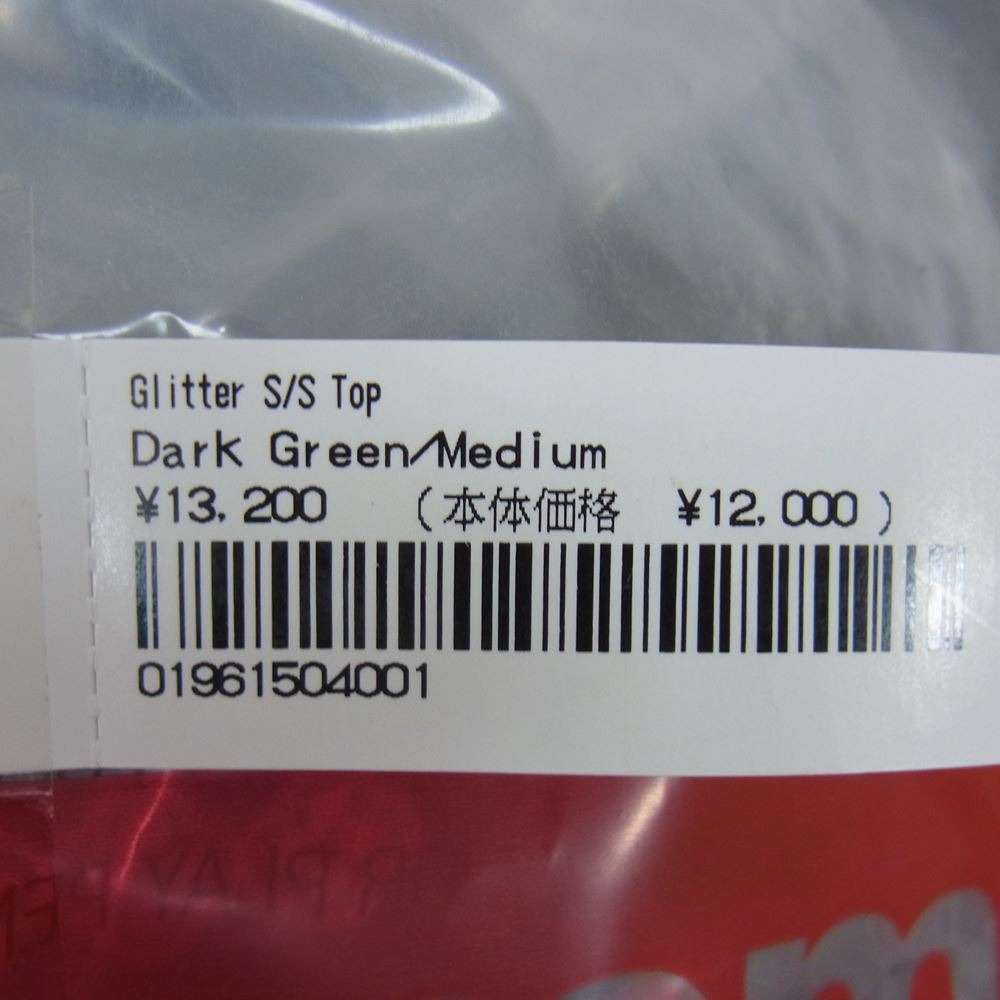 Glitter S/S Top
Dark Green/Medium
¥13,200 (本体価格 ¥12,000)
01961504001